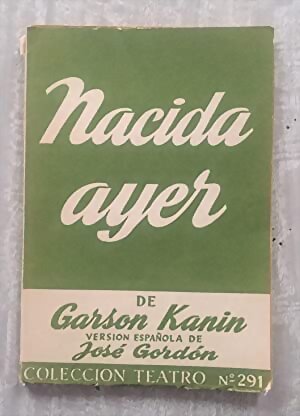 Nacida
ayer
DE
Garson Kanin
VERSION ESPAÑOLA DE
José Gordón
COLECCION TEATRO Nº 291